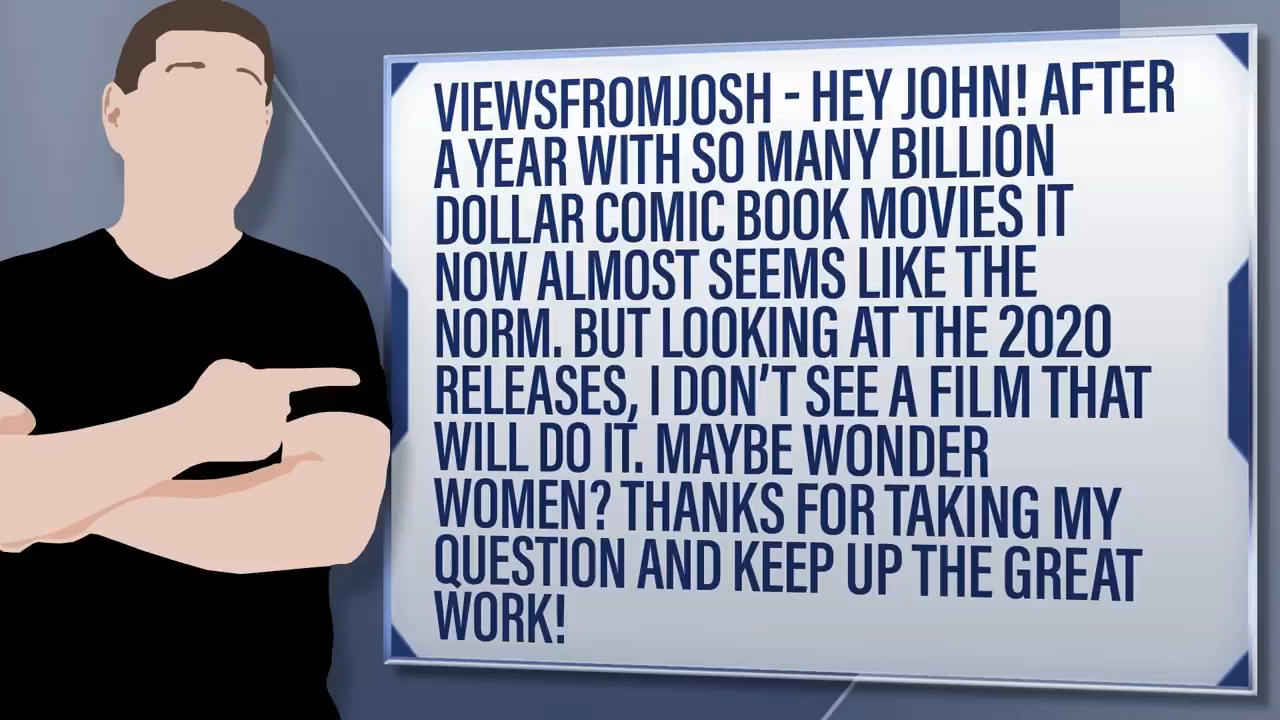 VIEWSFROMJOSH - HEY JOHN! AFTER
A YEAR WITH SO MANY BILLION
DOLLAR COMIC BOOK MOVIES IT
NOW ALMOST SEEMS LIKE THE
NORM. BUT LOOKING AT THE 2020
RELEASES, I DON'T SEE A FILM THAT
WILL DO IT. MAYBE WONDER
WOMEN? THANKS FOR TAKING MY
QUESTION AND KEEP UP THE GREAT
WORK!